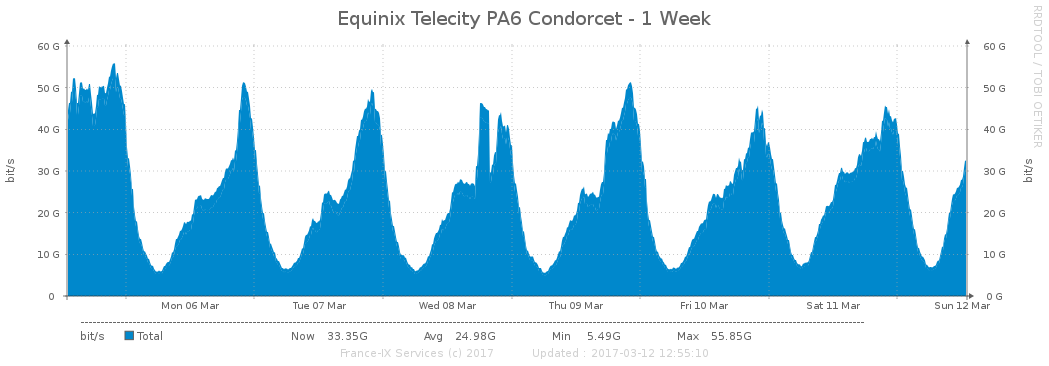 Equinix Telecity PA6 Condorcet - 1 Week
RRDTOOL / TOBI OETIKER
bit/s
60 G
50 G
40 G
30 G
20 G
10 G
0
60 G
50 G
40 G
30 G
20 G
10 G
0 G
bit/s
Mon 06 Mar Tue 07 Mar Wed 08 Mar Thu 09 Mar Fri 10 Mar Sat 11 Mar Sun 12 Mar
bit/s Total Now 33.35G Avg 24.98G Min 5.49G Max 55.85G
France-IX Services (c) 2017 Updated : 2017-03-12 12:55:10